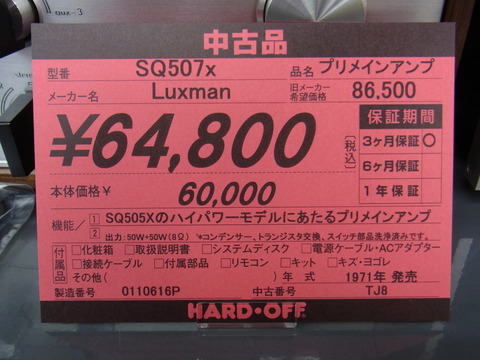 aux-3
中古品
型番 SQ507x 品名 プリメインアンプ
メーカー名 Luxman 旧メーカー希望価格 86,500
¥64,800 〔税込〕
保証期間
3ヶ月保証 〇
6ヶ月保証
1年保証
本体価格¥ 60,000
機能/ 1 SQ505Xのハイパワーモデルにあたるプリメインアンプ
2 出力:50W+50W(8Ω) *コンデンサー、トランジスタ交換、スイッチ部品洗浄済みです。
付属品 □化粧箱 □取扱説明書 □システムディスク □電源ケーブル・ACアダプター
□接続ケーブル □付属部品 □リモコン □キット □キズ・ヨゴレ
その他( ) 年式 1971年 発売
製造番号 0110616P 中古番号 TJ8
HARD・OFF